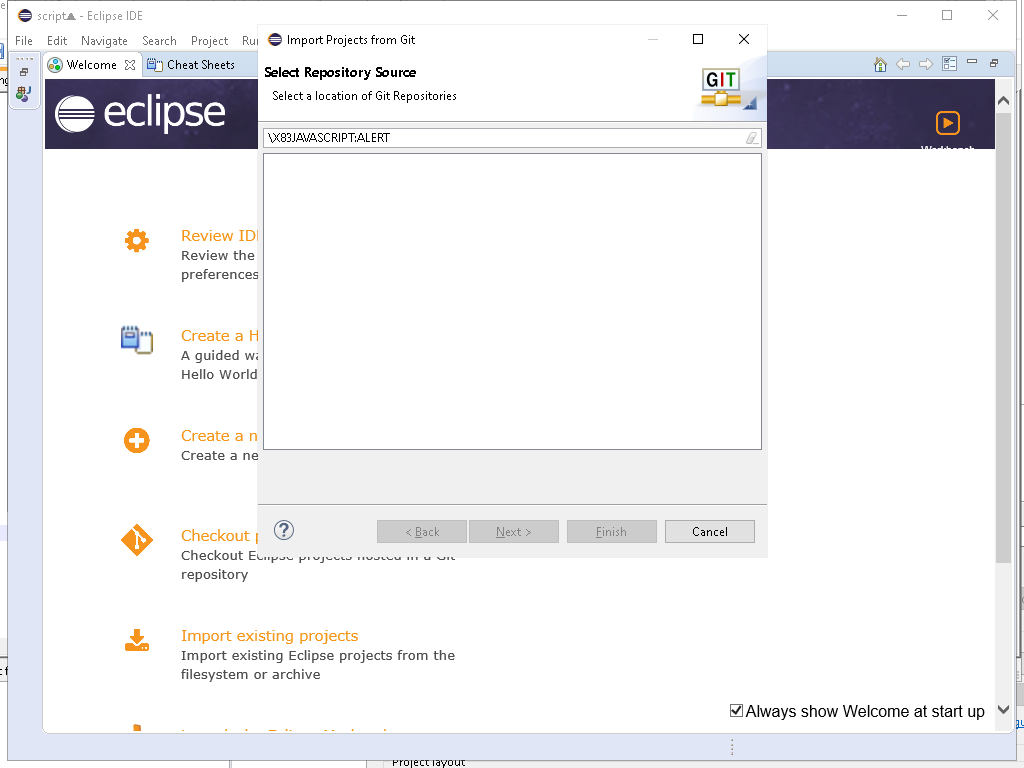 script - Eclipse IDE
File Edit Navigate Search Project Ru
Welcome
Cheat Sheets
eclipse
Import Projects from Git
Select Repository Source
Select a location of Git Repositories
GIT
\X83JAVASCRIPT:ALERT
Review ID
Review the
preferences
Create a H
A guided wa
Hello World
Create a n
Create a ne
Checkout p
Checkout Eclipse projects hosted in a Git
repository
Import existing projects
Import existing Eclipse projects from the
filesystem or archive
< Back
Next >
Finish
Cancel
Always show Welcome at start up
Project layout